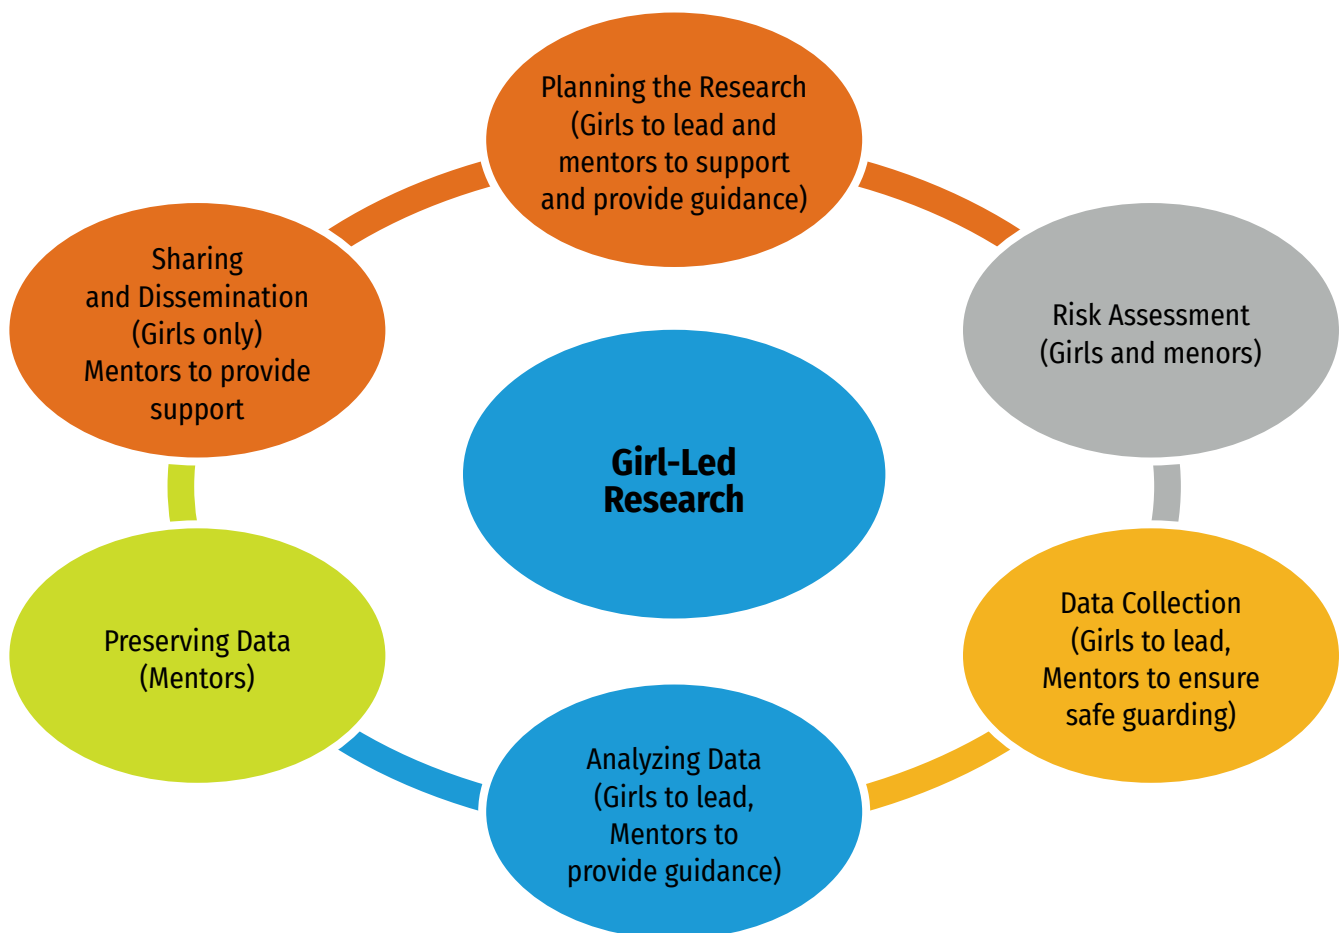 Planning the Research
(Girls to lead and
mentors to support
and provide guidance)
Risk Assessment
(Girls and menors)
Data Collection
(Girls to lead,
Mentors to ensure
safe guarding)
Analyzing Data
(Girls to lead,
Mentors to
provide guidance)
Preserving Data
(Mentors)
Sharing
and Dissemination
(Girls only)
Mentors to provide
support
Girl-Led
Research